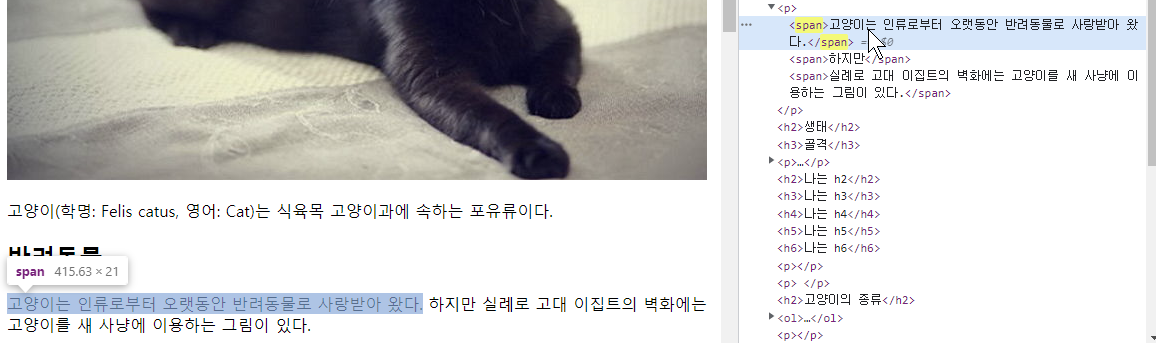 고양이(학명: Felis catus, 영어: Cat)는 식육목 고양이과에 속하는 포유류이다.
반려동물
span 415.63 × 21
고양이는 인류로부터 오랫동안 반려동물로 사랑받아 왔다. 하지만 실례로 고대 이집트의 벽화에는
고양이를 새 사냥에 이용하는 그림이 있다.
▼<p>
<span>고양이는 인류로부터 오랫동안 반려동물로 사랑받아 왔
다.</span> == $0
<span>하지만</span>
<span>실례로 고대 이집트의 벽화에는 고양이를 새 사냥에 이
용하는 그림이 있다.</span>
</p>
<h2>생태</h2>
<h3>골격</h3>
▶<p>…</p>
<h2>나는 h2</h2>
<h3>나는 h3</h3>
<h4>나는 h4</h4>
<h5>나는 h5</h5>
<h6>나는 h6</h6>
<p></p>
<p> </p>
<h2>고양이의 종류</h2>
▶<ol>…</ol>
<p></p>